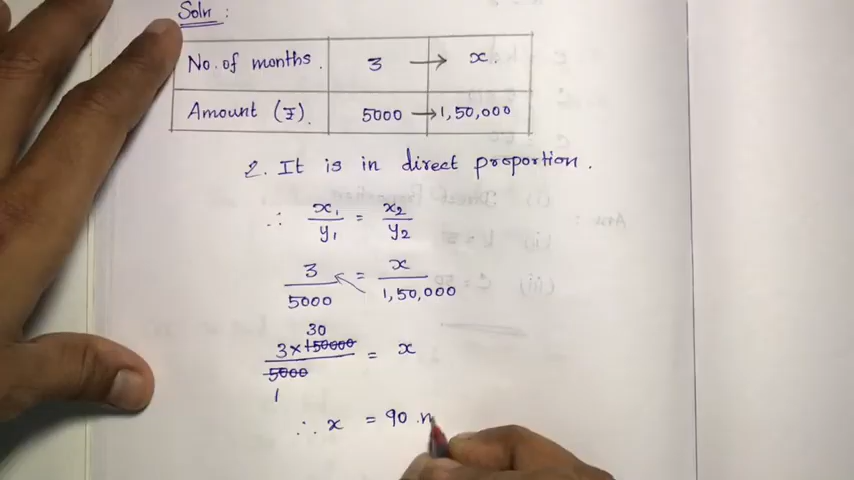 Soln :
No. of months. 3 → x.
Amount (₹). 5000 → 1,50,000
2. It is in direct proportion.
∴ x₁/y₁ = x₂/y₂
3/5000 = x/1,50,000
30
3 × 150000/5000 = x
1
∴ x = 90 m